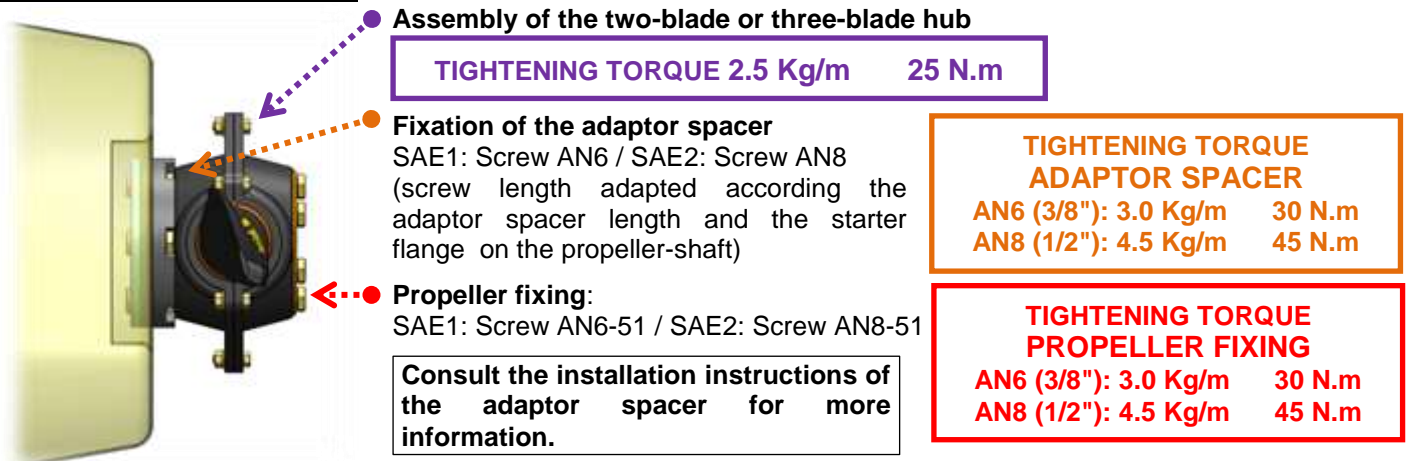 Assembly of the two-blade or three-blade hub
TIGHTENING TORQUE 2.5 Kg/m 25 N.m
Fixation of the adaptor spacer
SAE1: Screw AN6 / SAE2: Screw AN8
(screw length adapted according the
adaptor spacer length and the starter
flange on the propeller-shaft)
TIGHTENING TORQUE
ADAPTOR SPACER
AN6 (3/8"): 3.0 Kg/m 30 N.m
AN8 (1/2"): 4.5 Kg/m 45 N.m
Propeller fixing:
SAE1: Screw AN6-51 / SAE2: Screw AN8-51
Consult the installation instructions of
the adaptor spacer for more
information.
TIGHTENING TORQUE
PROPELLER FIXING
AN6 (3/8"): 3.0 Kg/m 30 N.m
AN8 (1/2"): 4.5 Kg/m 45 N.m